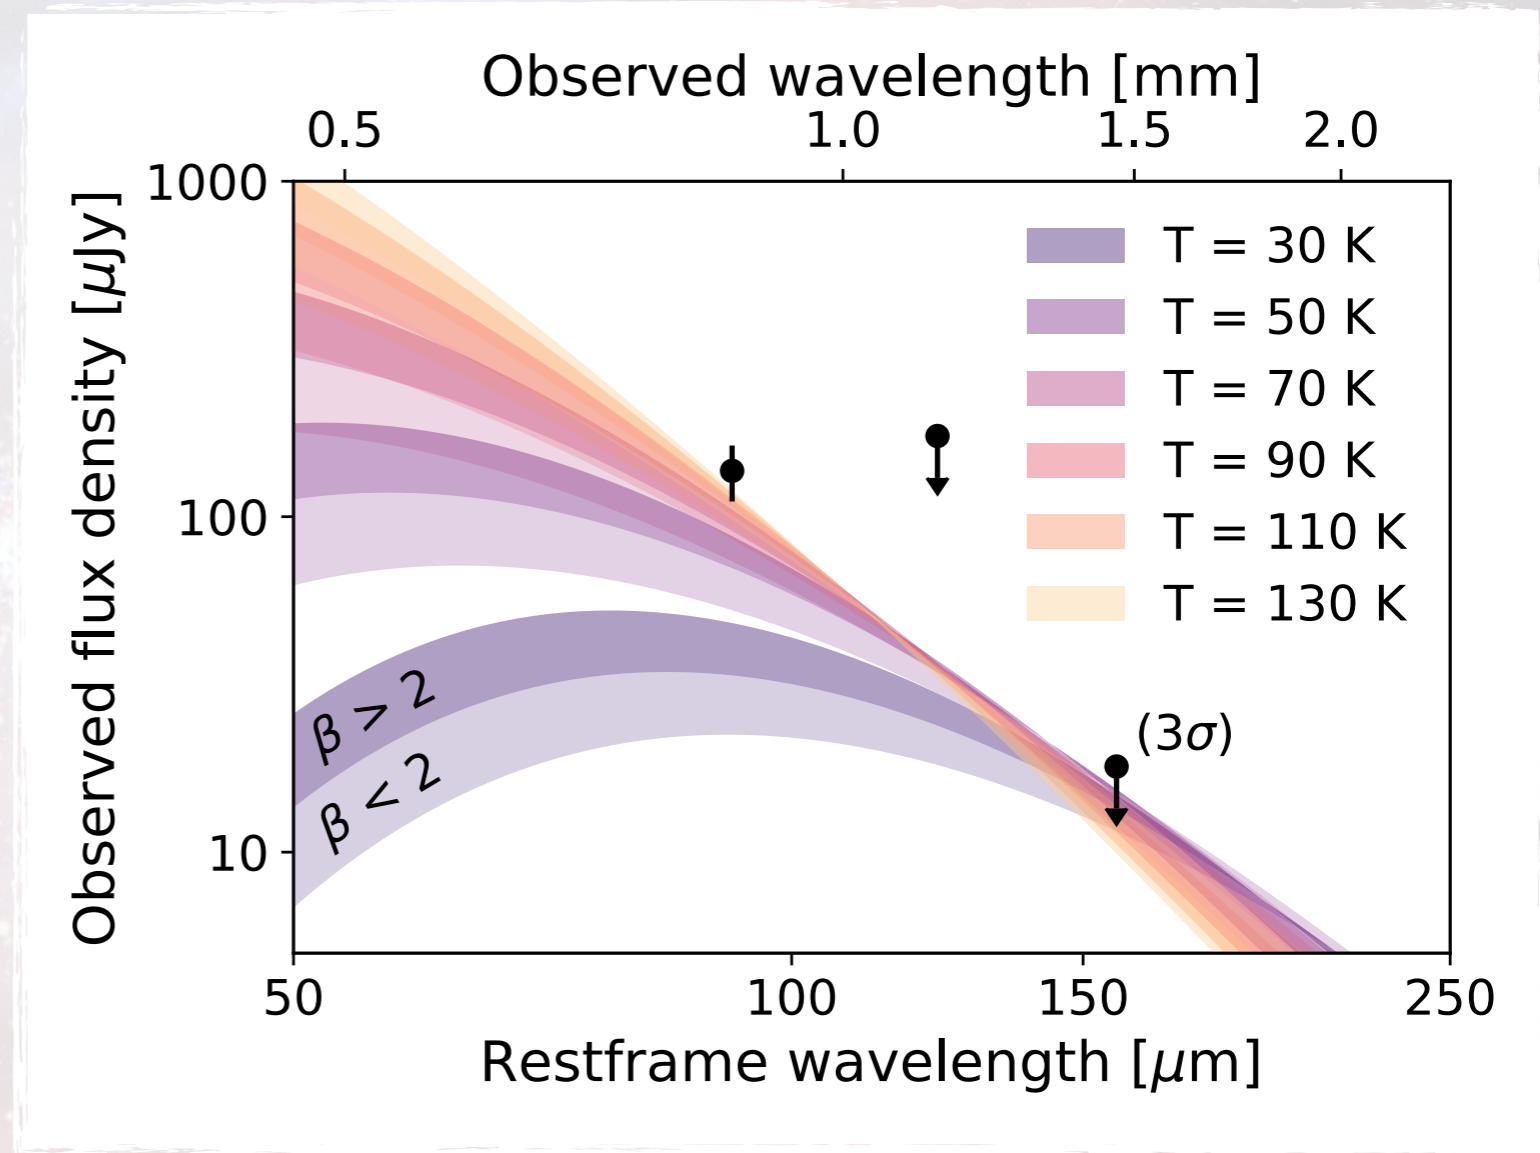 Observed wavelength [mm]
0.5 1.0 1.5 2.0
Observed flux density [μJy]
1000
100
10
T = 30 K
T = 50 K
T = 70 K
T = 90 K
T = 110 K
T = 130 K
β > 2
β < 2
(3σ)
50 100 150 250
Restframe wavelength [μm]